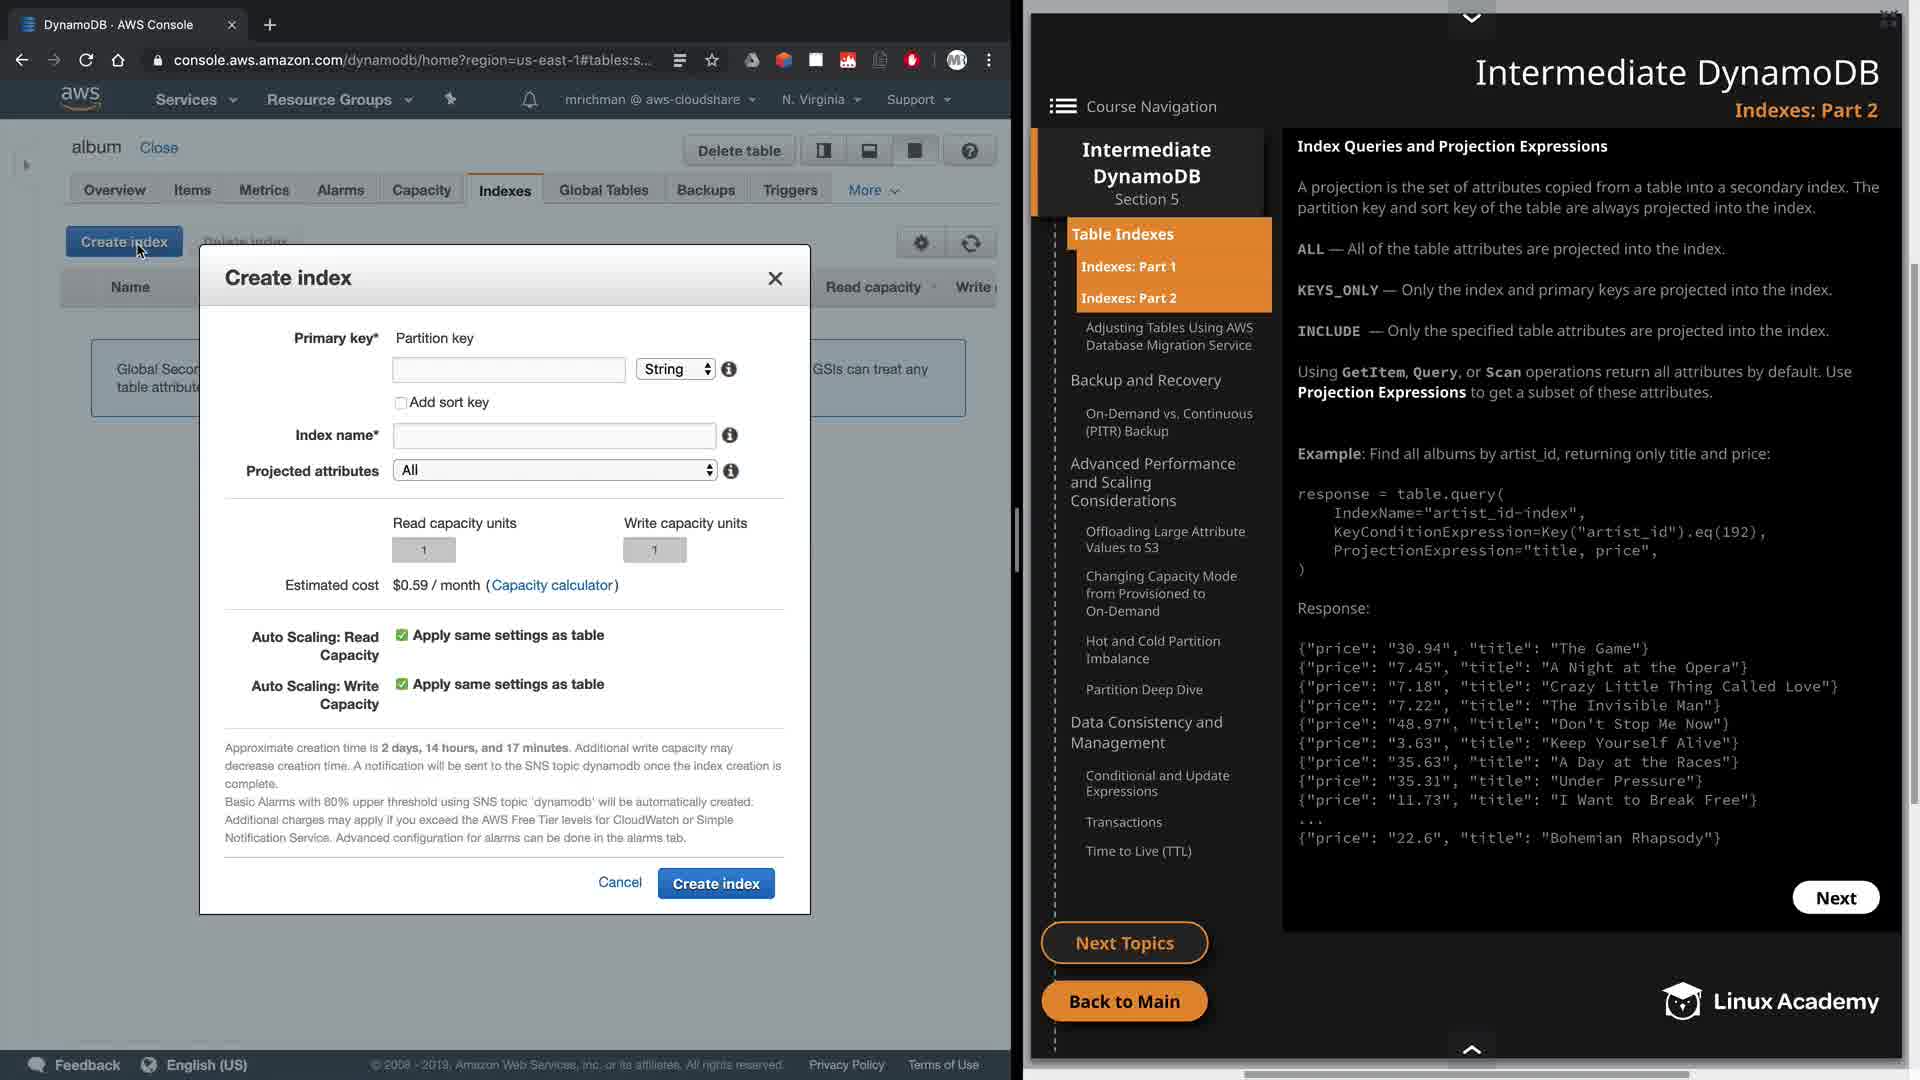 DynamoDB · AWS Console
console.aws.amazon.com/dynamodb/home?region=us-east-1#tables:s...
aws
Services
Resource Groups
mrichman @ aws-cloudshare
N. Virginia
Support
album
Close
Delete table
Overview
Items
Metrics
Alarms
Capacity
Indexes
Global Tables
Backups
Triggers
More
Create index
Delete index
Name
Read capacity
Write
Global Secon
GSIs can treat any
table attribute
Create index
Primary key*
Partition key
String
Add sort key
Index name*
Projected attributes
All
Read capacity units
Write capacity units
1
1
Estimated cost
$0.59 / month (Capacity calculator)
Auto Scaling: Read
Capacity
Apply same settings as table
Auto Scaling: Write
Capacity
Apply same settings as table
Approximate creation time is 2 days, 14 hours, and 17 minutes. Additional write capacity may
decrease creation time. A notification will be sent to the SNS topic dynamodb once the index creation is
complete.
Basic Alarms with 80% upper threshold using SNS topic 'dynamodb' will be automatically created.
Additional charges may apply if you exceed the AWS Free Tier levels for CloudWatch or Simple
Notification Service. Advanced configuration for alarms can be done in the alarms tab.
Cancel
Create index
Feedback
English (US)
© 2008 - 2019, Amazon Web Services, Inc. or its affiliates. All rights reserved.
Privacy Policy
Terms of Use
Intermediate DynamoDB
Indexes: Part 2
Course Navigation
Intermediate
DynamoDB
Section 5
Table Indexes
Indexes: Part 1
Indexes: Part 2
Adjusting Tables Using AWS
Database Migration Service
Backup and Recovery
On-Demand vs. Continuous
(PITR) Backup
Advanced Performance
and Scaling
Considerations
Offloading Large Attribute
Values to S3
Changing Capacity Mode
from Provisioned to
On-Demand
Hot and Cold Partition
Imbalance
Partition Deep Dive
Data Consistency and
Management
Conditional and Update
Expressions
Transactions
Time to Live (TTL)
Next Topics
Back to Main
Index Queries and Projection Expressions
A projection is the set of attributes copied from a table into a secondary index. The
partition key and sort key of the table are always projected into the index.
ALL — All of the table attributes are projected into the index.
KEYS_ONLY — Only the index and primary keys are projected into the index.
INCLUDE — Only the specified table attributes are projected into the index.
Using GetItem, Query, or Scan operations return all attributes by default. Use
Projection Expressions to get a subset of these attributes.
Example: Find all albums by artist_id, returning only title and price:
response = table.query(
IndexName="artist_id-index",
KeyConditionExpression=Key("artist_id").eq(192),
ProjectionExpression="title, price",
)
Response:
{"price": "30.94", "title": "The Game"}
{"price": "7.45", "title": "A Night at the Opera"}
{"price": "7.18", "title": "Crazy Little Thing Called Love"}
{"price": "7.22", "title": "The Invisible Man"}
{"price": "48.97", "title": "Don't Stop Me Now"}
{"price": "3.63", "title": "Keep Yourself Alive"}
{"price": "35.63", "title": "A Day at the Races"}
{"price": "35.31", "title": "Under Pressure"}
{"price": "11.73", "title": "I Want to Break Free"}
...
{"price": "22.6", "title": "Bohemian Rhapsody"}
Next
Linux Academy